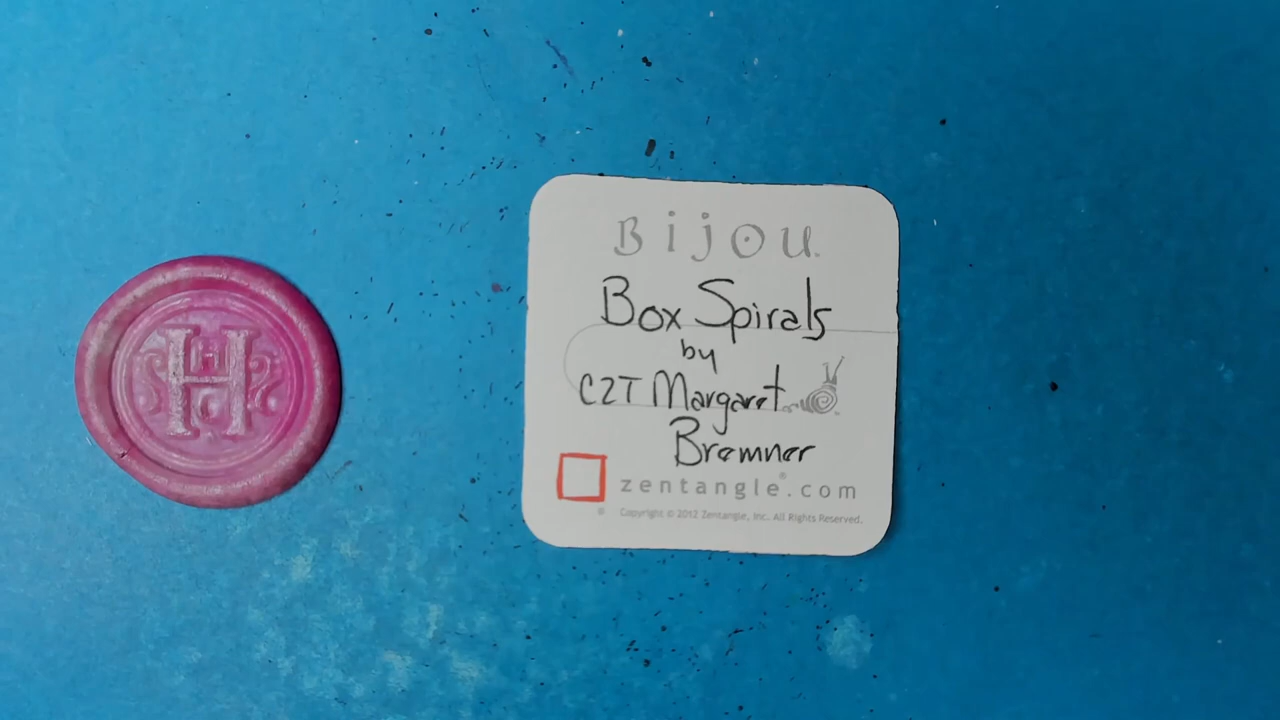 H
Bijou.
Box Spirals
by
CZT Margaret
Bremner
zentangle®.com
© Copyright © 2012 Zentangle, Inc. All Rights Reserved.